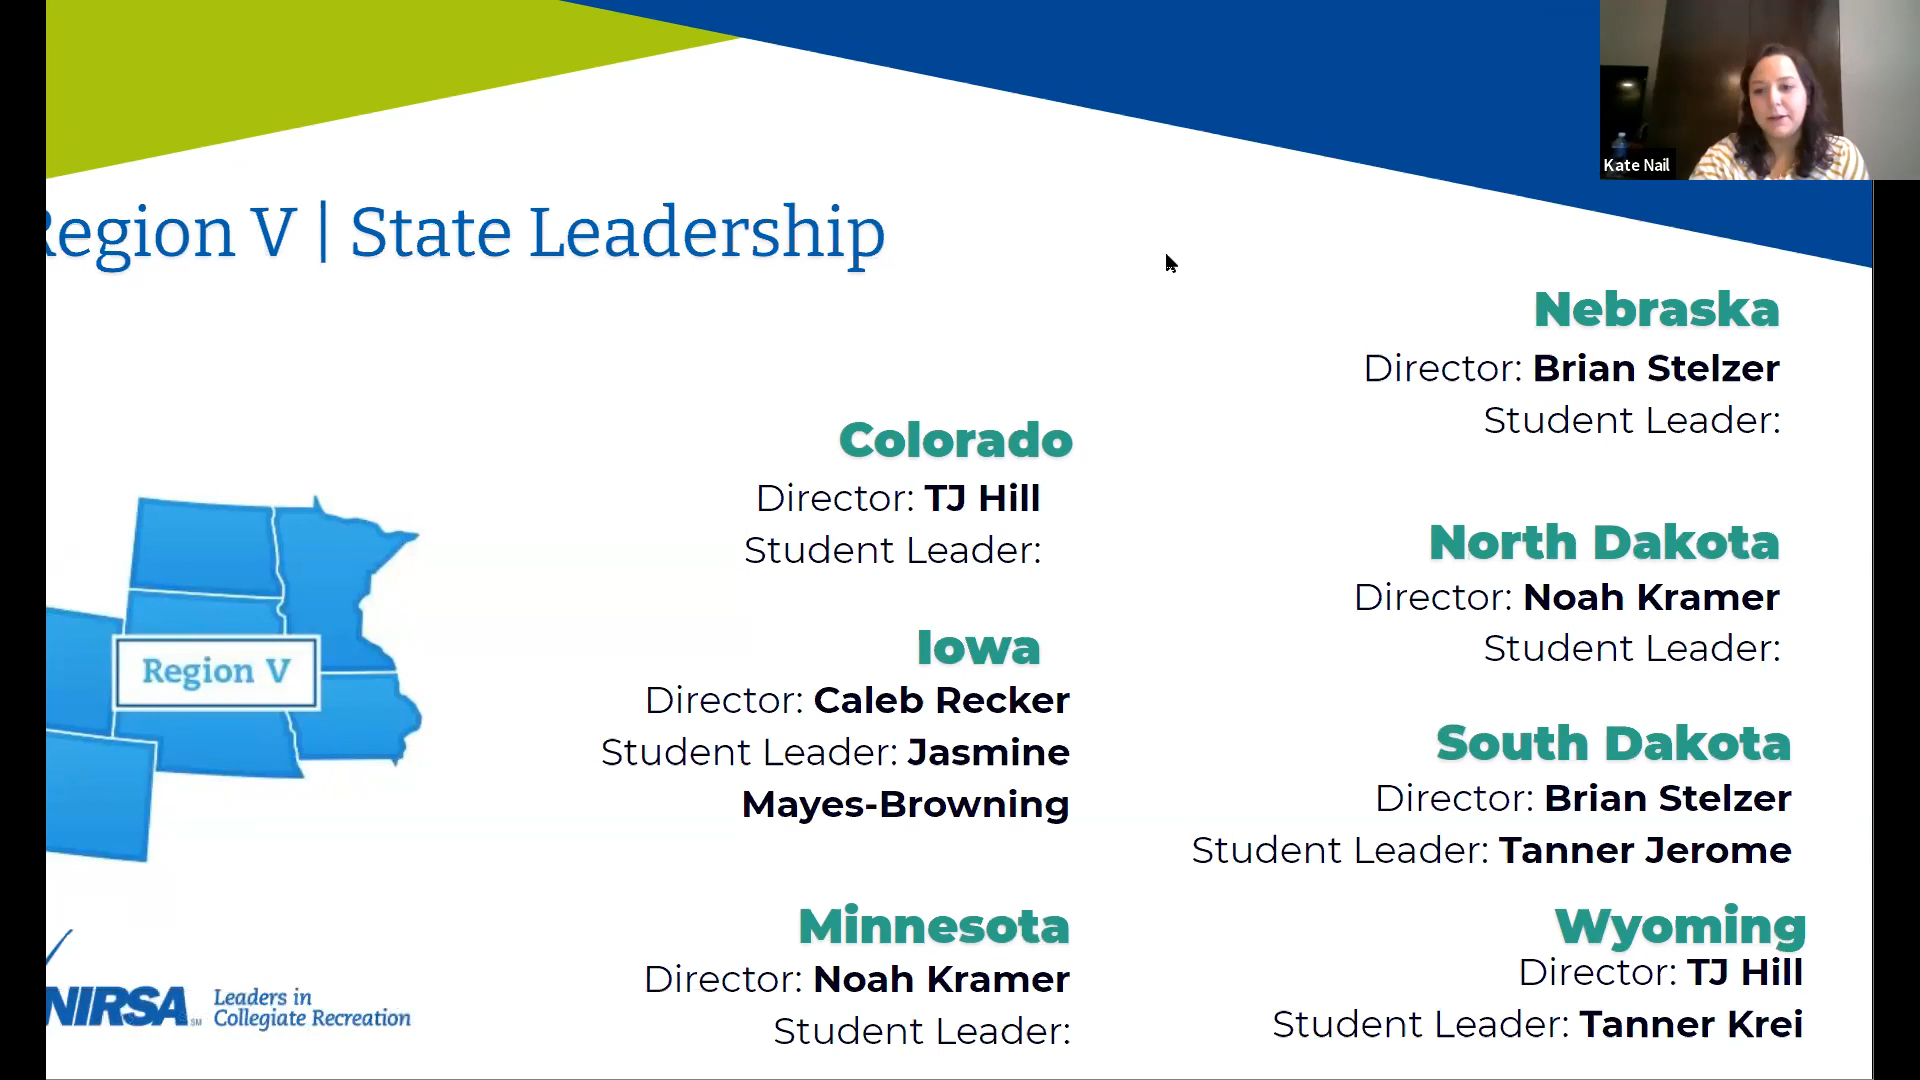 Region V | State Leadership
Kate Nail
Colorado
Director: TJ Hill
Student Leader:
Iowa
Director: Caleb Recker
Student Leader: Jasmine
Mayes-Browning
Minnesota
Director: Noah Kramer
Student Leader:
Nebraska
Director: Brian Stelzer
Student Leader:
North Dakota
Director: Noah Kramer
Student Leader:
South Dakota
Director: Brian Stelzer
Student Leader: Tanner Jerome
Wyoming
Director: TJ Hill
Student Leader: Tanner Krei
Region V
NIRSA SM
Leaders in
Collegiate Recreation